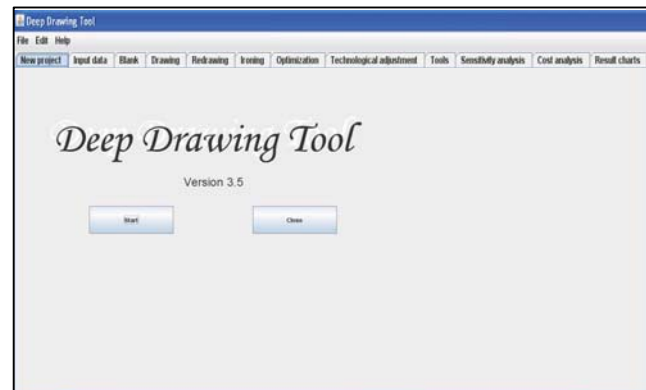 Deep Drawing Tool
File Edit Help
New project Input data Blank Drawing Redrawing Ironing Optimization Technological adjustment Tools Sensitivity analysis Cost analysis Result charts
Deep Drawing Tool
Version 3.5
Start Close